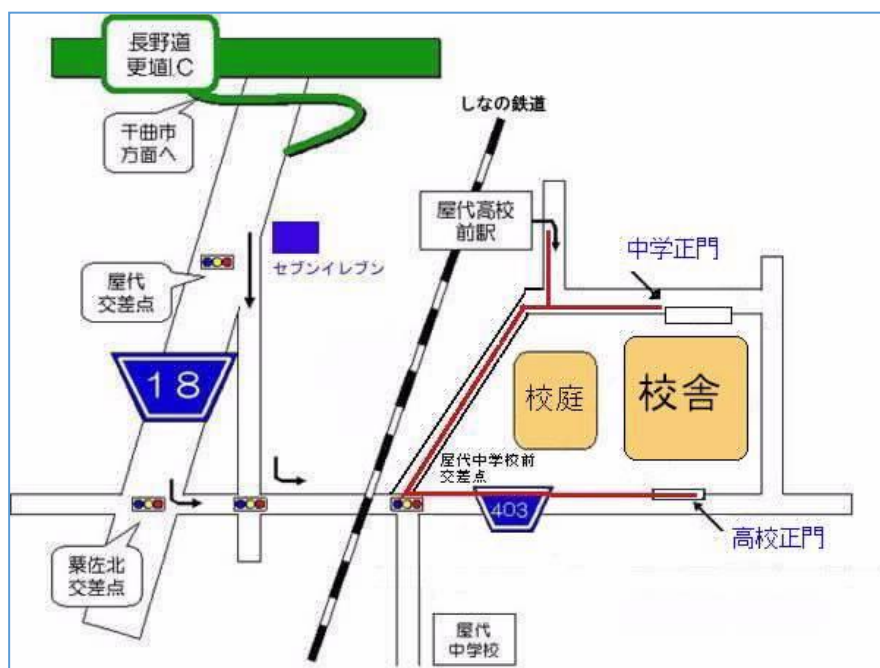 長野道
更埴I.C
千曲市
方面へ
しなの鉄道
屋代高校
前駅
中学正門
セブンイレブン
屋代
交差点
18
校庭
校舎
屋代中学校前
交差点
403
高校正門
粟佐北
交差点
屋代
中学校